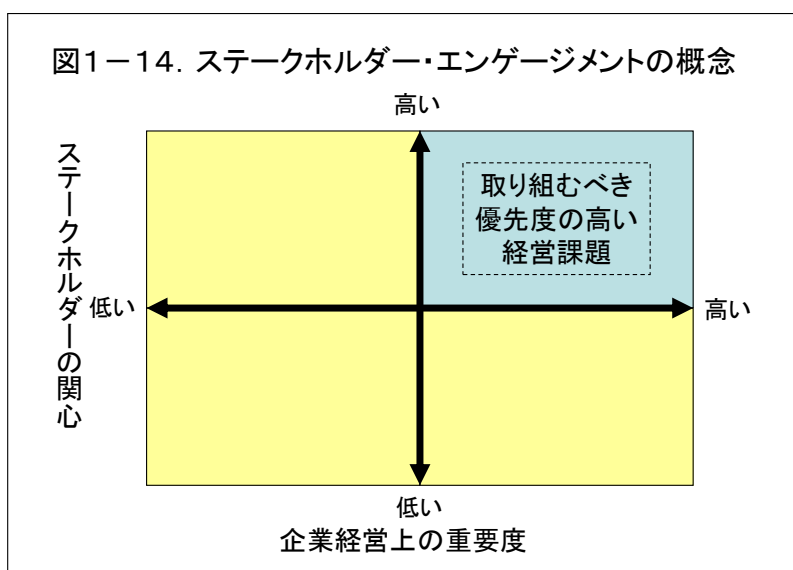 図1-14.ステークホルダー・エンゲージメントの概念
高い
ステークホルダーの関心
取り組むべき
優先度の高い
経営課題
低い
高い
低い
企業経営上の重要度